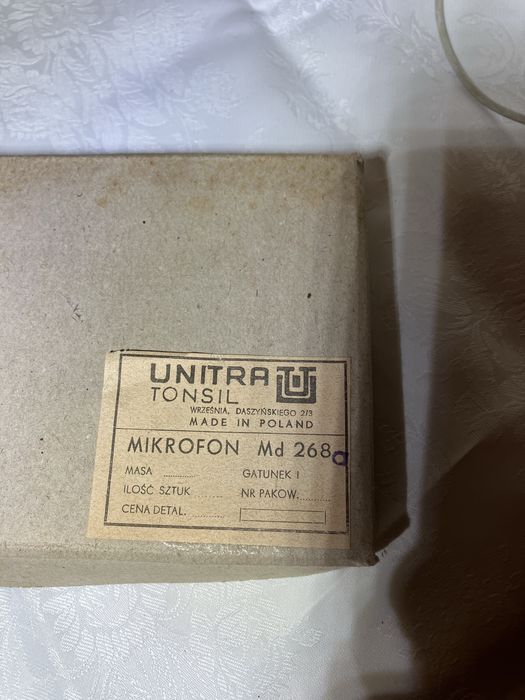 UNITRA
TONSIL
WRZEŚNIA, DASZYŃSKIEGO 2/3
MADE IN POLAND
MIKROFON Md 268a
MASA ..........
GATUNEK I
ILOŚĆ SZTUK ........
NR PAKOW. ..........
CENA DETAL. ..........